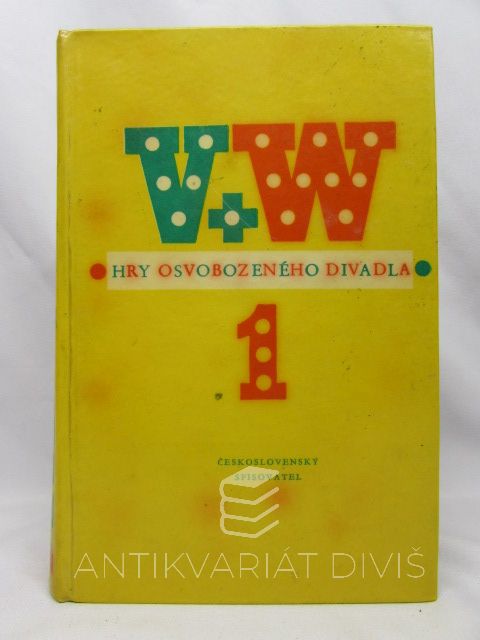 V+W
HRY OSVOBOZENÉHO DIVADLA
1
ČESKOSLOVENSKÝ
SPISOVATEL
ANTIKVARIÁT DIVIŠ